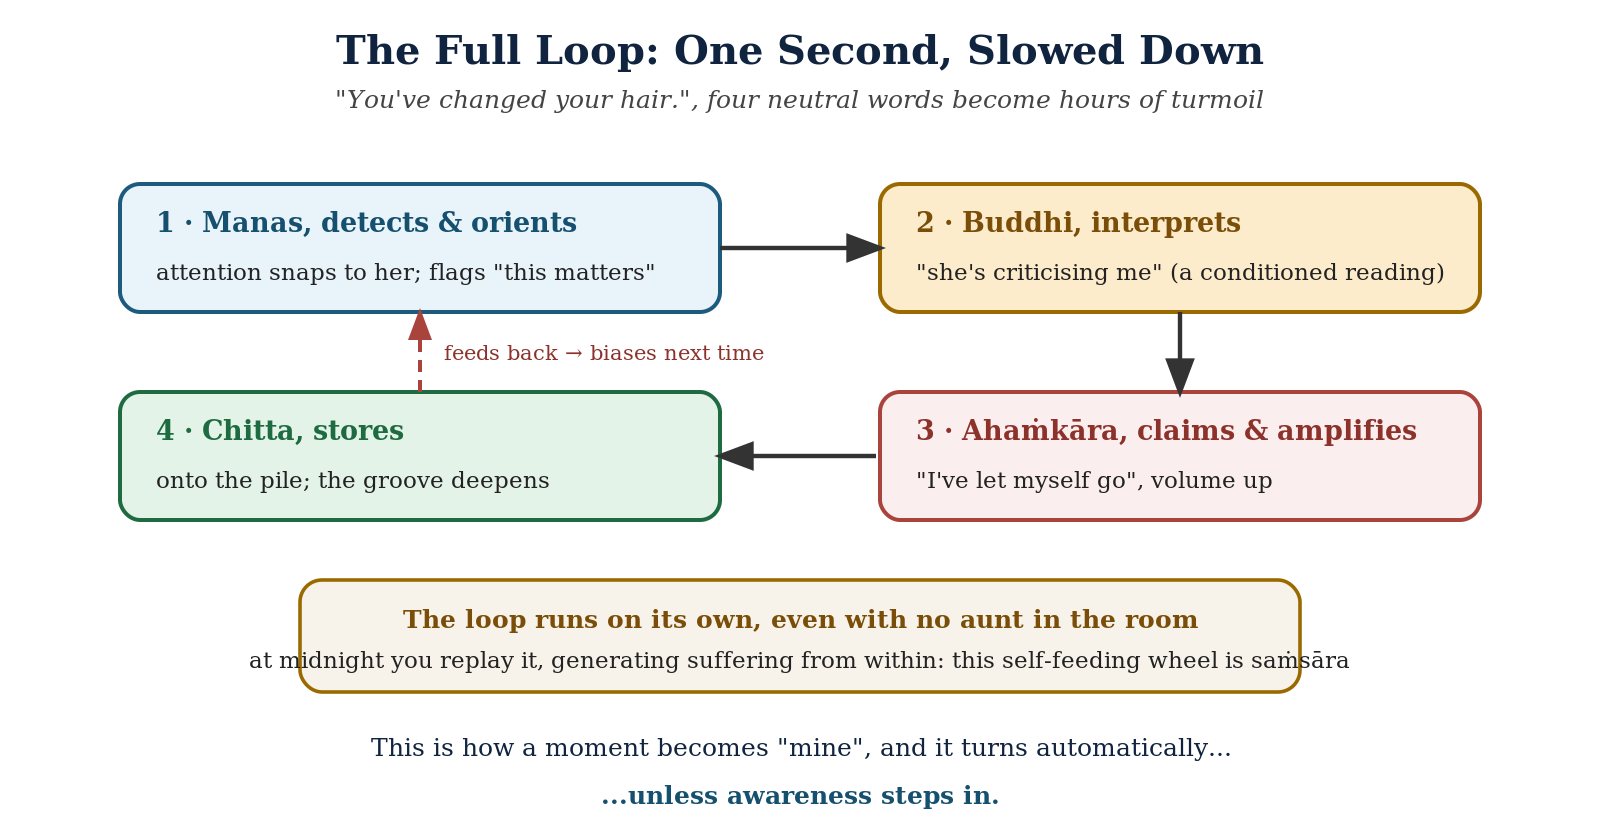 The Full Loop: One Second, Slowed Down
"You've changed your hair.", four neutral words become hours of turmoil
1 · Manas, detects & orients
attention snaps to her; flags "this matters"
2 · Buddhi, interprets
"she's criticising me" (a conditioned reading)
feeds back → biases next time
4 · Chitta, stores
onto the pile; the groove deepens
3 · Ahaṁkāra, claims & amplifies
"I've let myself go", volume up
The loop runs on its own, even with no aunt in the room
at midnight you replay it, generating suffering from within: this self-feeding wheel is saṁsāra
This is how a moment becomes "mine", and it turns automatically...
...unless awareness steps in.